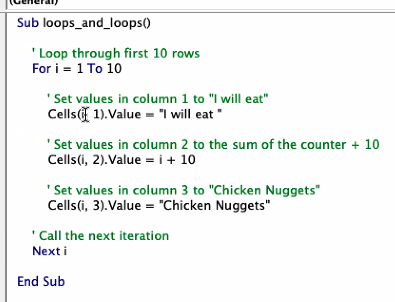 (General)
Sub loops_and_loops()
' Loop through first 10 rows
For i = 1 To 10
' Set values in column 1 to "I will eat"
Cells(i, 1).Value = "I will eat "
' Set values in column 2 to the sum of the counter + 10
Cells(i, 2).Value = i + 10
' Set values in column 3 to "Chicken Nuggets"
Cells(i, 3).Value = "Chicken Nuggets"
' Call the next iteration
Next i
End Sub